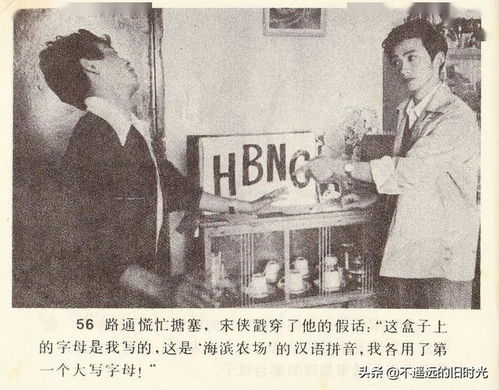 HBNC
56 路通慌忙搪塞，宋侠戳穿了他的假话：“这盒子上
的字母是我写的，这是‘海滨农场’的汉语拼音，我各用了第
一个大写字母！”
头条 @不遥远的旧时光